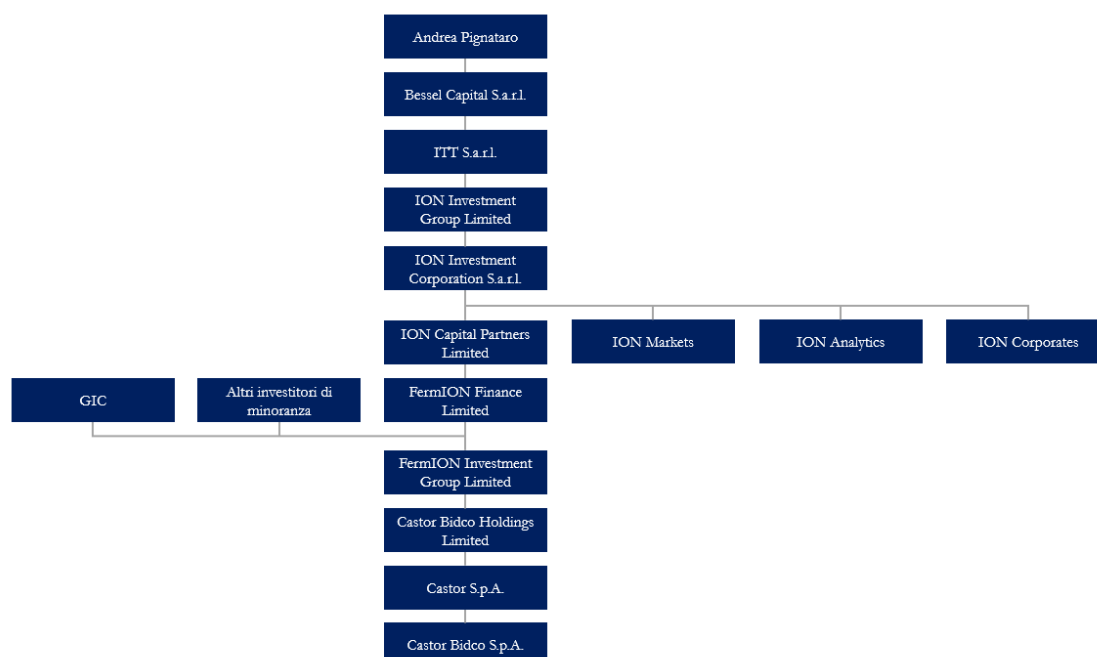 Andrea Pignataro
Bessel Capital S.a.r.l.
ITT S.a.r.l.
ION Investment
Group Limited
ION Investment
Corporation S.a.r.l.
ION Capital Partners
Limited
ION Markets
ION Analytics
ION Corporates
GIC
Altri investitori di
minoranza
FermION Finance
Limited
FermION Investment
Group Limited
Castor Bidco Holdings
Limited
Castor S.p.A.
Castor Bidco S.p.A.